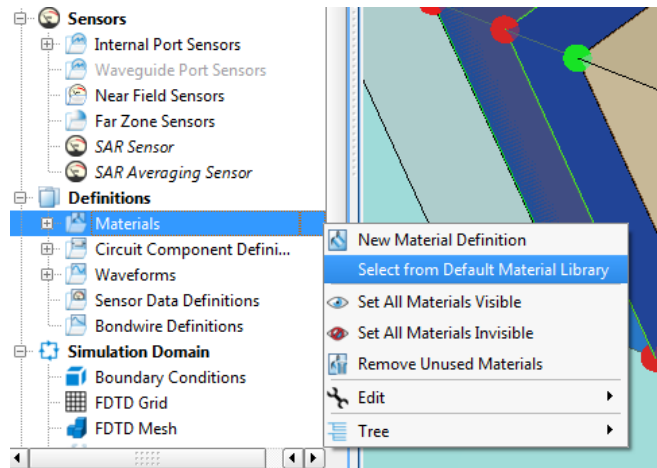 Sensors
Internal Port Sensors
Waveguide Port Sensors
Near Field Sensors
Far Zone Sensors
SAR Sensor
SAR Averaging Sensor
Definitions
Materials
Circuit Component Defini...
Waveforms
Sensor Data Definitions
Bondwire Definitions
Simulation Domain
Boundary Conditions
FDTD Grid
FDTD Mesh
New Material Definition
Select from Default Material Library
Set All Materials Visible
Set All Materials Invisible
Remove Unused Materials
Edit
Tree